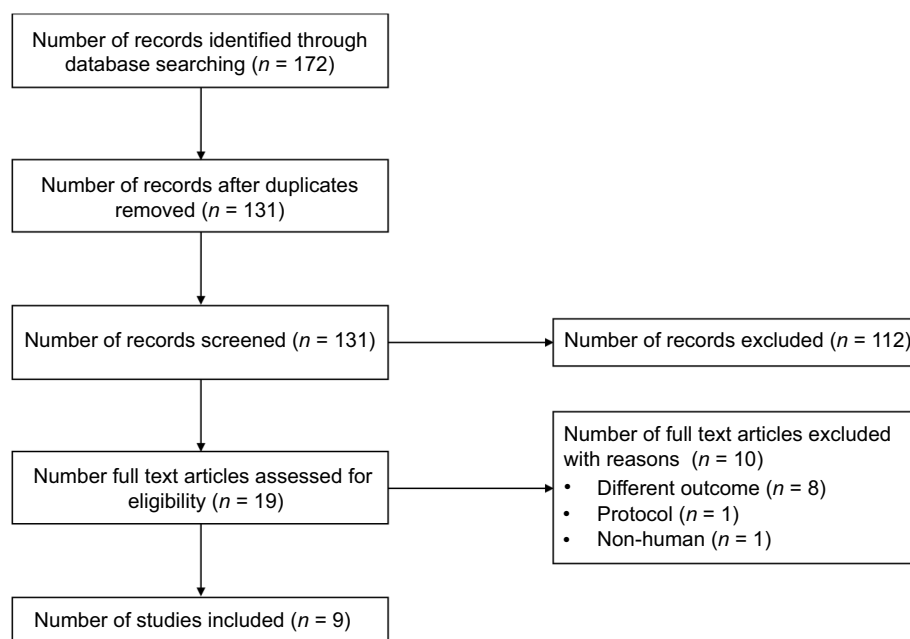 Number of records identified through
database searching (n = 172)
Number of records after duplicates
removed (n = 131)
Number of records screened (n = 131)
Number of records excluded (n = 112)
Number full text articles assessed for
eligibility (n = 19)
Number of full text articles excluded
with reasons (n = 10)
• Different outcome (n = 8)
• Protocol (n = 1)
• Non-human (n = 1)
Number of studies included (n = 9)